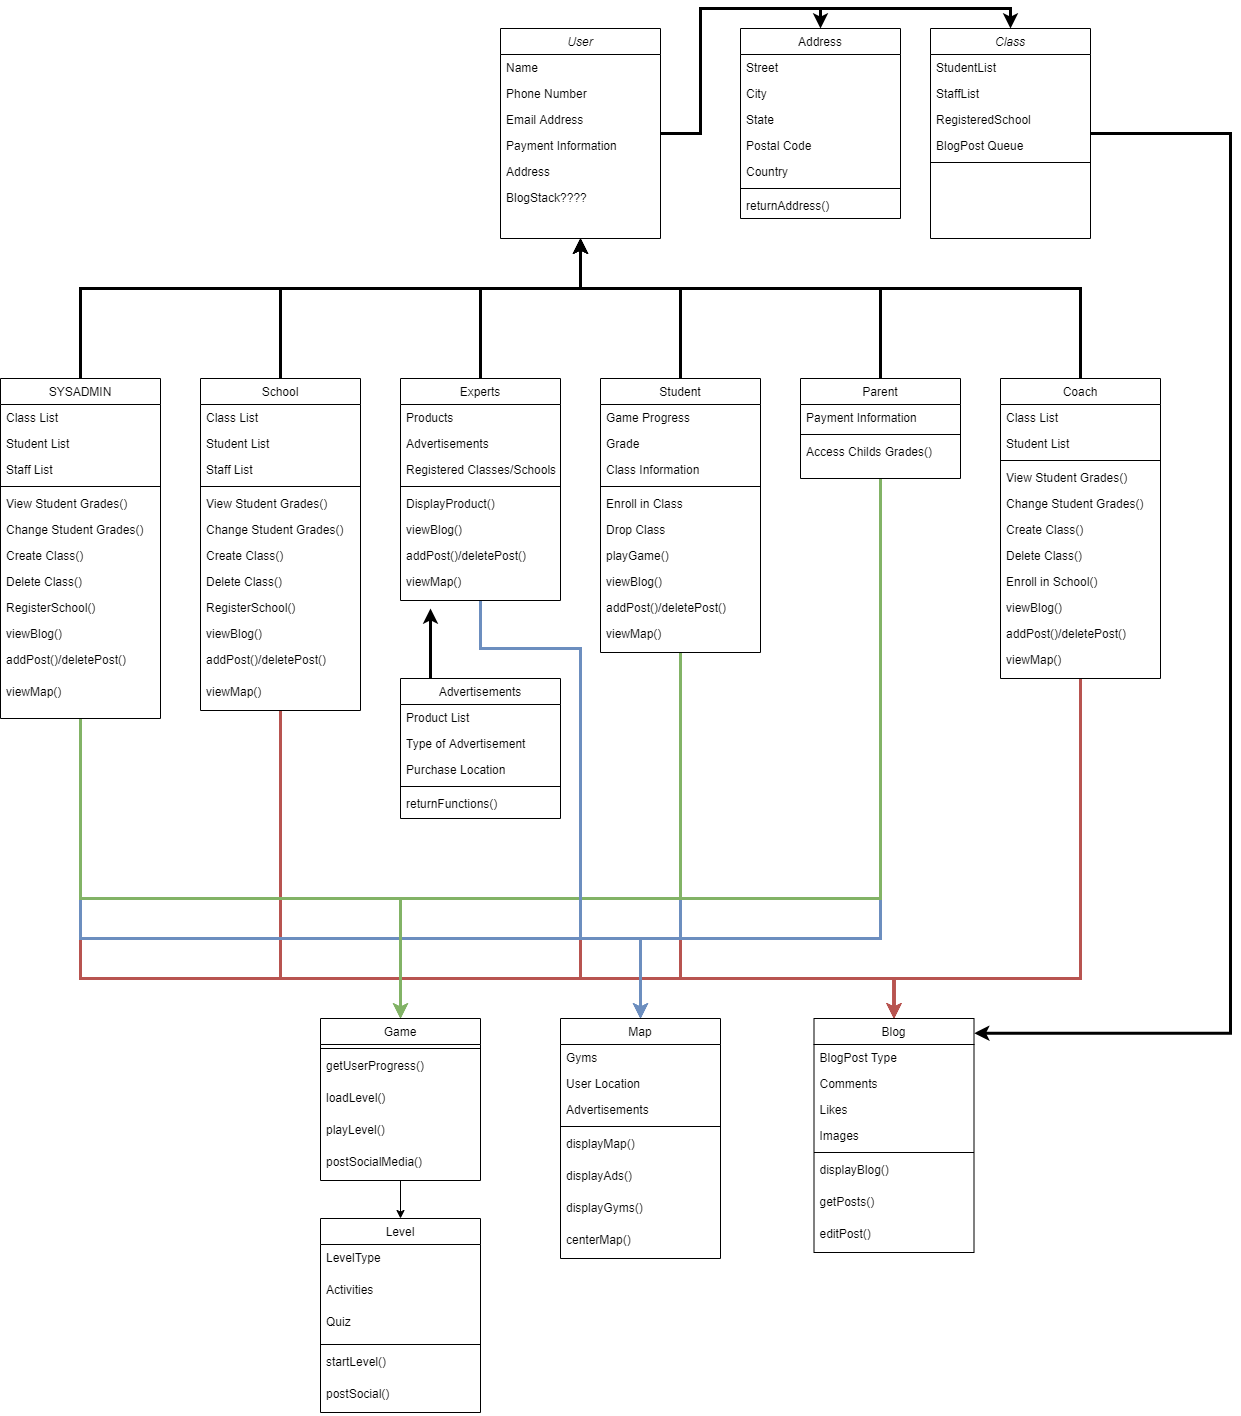 User
Name
Phone Number
Email Address
Payment Information
Address
BlogStack????
Address
Street
City
State
Postal Code
Country
returnAddress()
Class
StudentList
StaffList
RegisteredSchool
BlogPost Queue
SYSADMIN
Class List
Student List
Staff List
View Student Grades()
Change Student Grades()
Create Class()
Delete Class()
RegisterSchool()
viewBlog()
addPost()/deletePost()
viewMap()
School
Class List
Student List
Staff List
View Student Grades()
Change Student Grades()
Create Class()
Delete Class()
RegisterSchool()
viewBlog()
addPost()/deletePost()
viewMap()
Experts
Products
Advertisements
Registered Classes/Schools
DisplayProduct()
viewBlog()
addPost()/deletePost()
viewMap()
Student
Game Progress
Grade
Class Information
Enroll in Class
Drop Class
playGame()
viewBlog()
addPost()/deletePost()
viewMap()
Parent
Payment Information
Access Childs Grades()
Coach
Class List
Student List
View Student Grades()
Change Student Grades()
Create Class()
Delete Class()
Enroll in School()
viewBlog()
addPost()/deletePost()
viewMap()
Advertisements
Product List
Type of Advertisement
Purchase Location
returnFunctions()
Game
getUserProgress()
loadLevel()
playLevel()
postSocialMedia()
Map
Gyms
User Location
Advertisements
displayMap()
displayAds()
displayGyms()
centerMap()
Blog
BlogPost Type
Comments
Likes
Images
displayBlog()
getPosts()
editPost()
Level
LevelType
Activities
Quiz
startLevel()
postSocial()